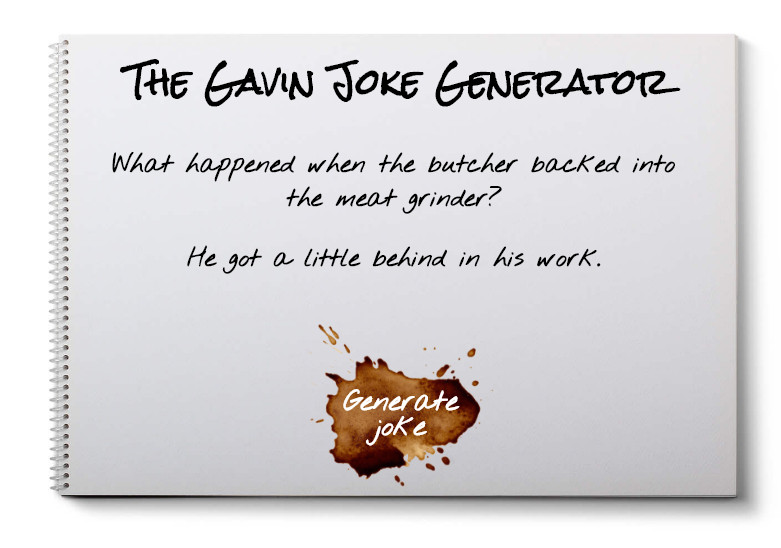 The Gavin Joke Generator
What happened when the butcher backed into
the meat grinder?
He got a little behind in his work.
Generate
joke